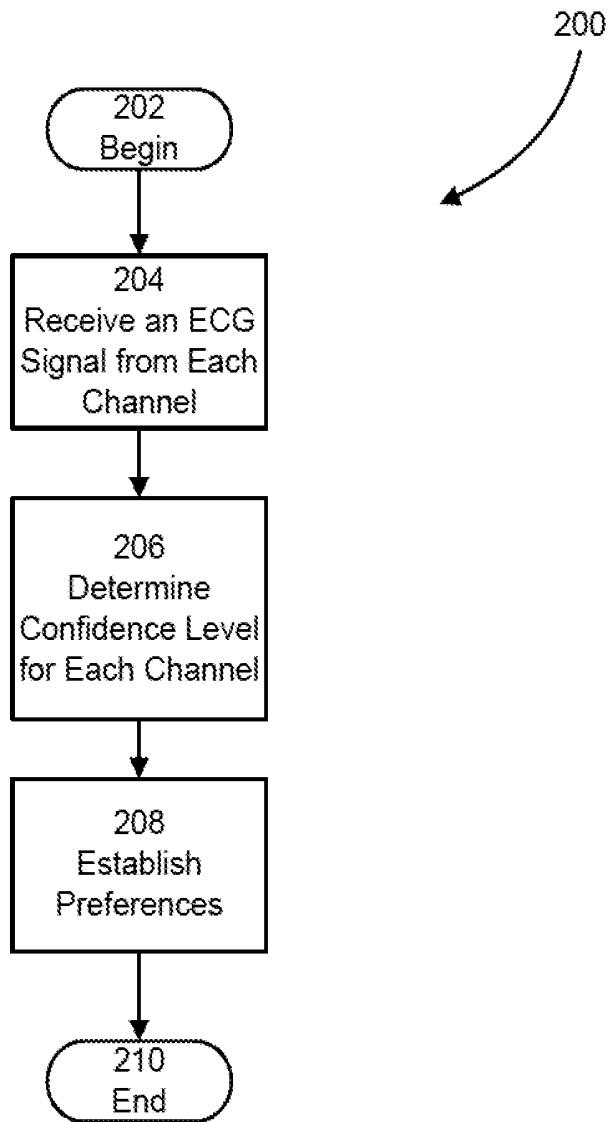 200
202
Begin
204
Receive an ECG
Signal from Each
Channel
206
Determine
Confidence Level
for Each Channel
208
Establish
Preferences
210
End